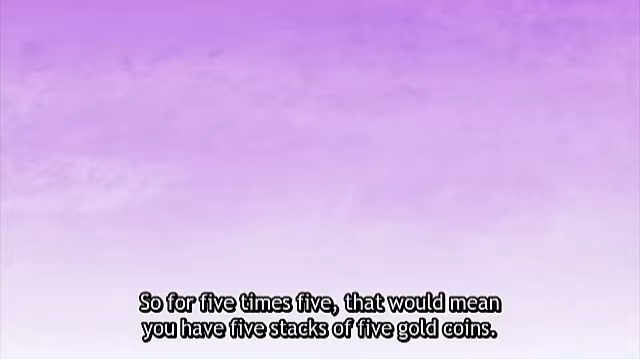 So for five times five, that would mean
you have five stacks of five gold coins.